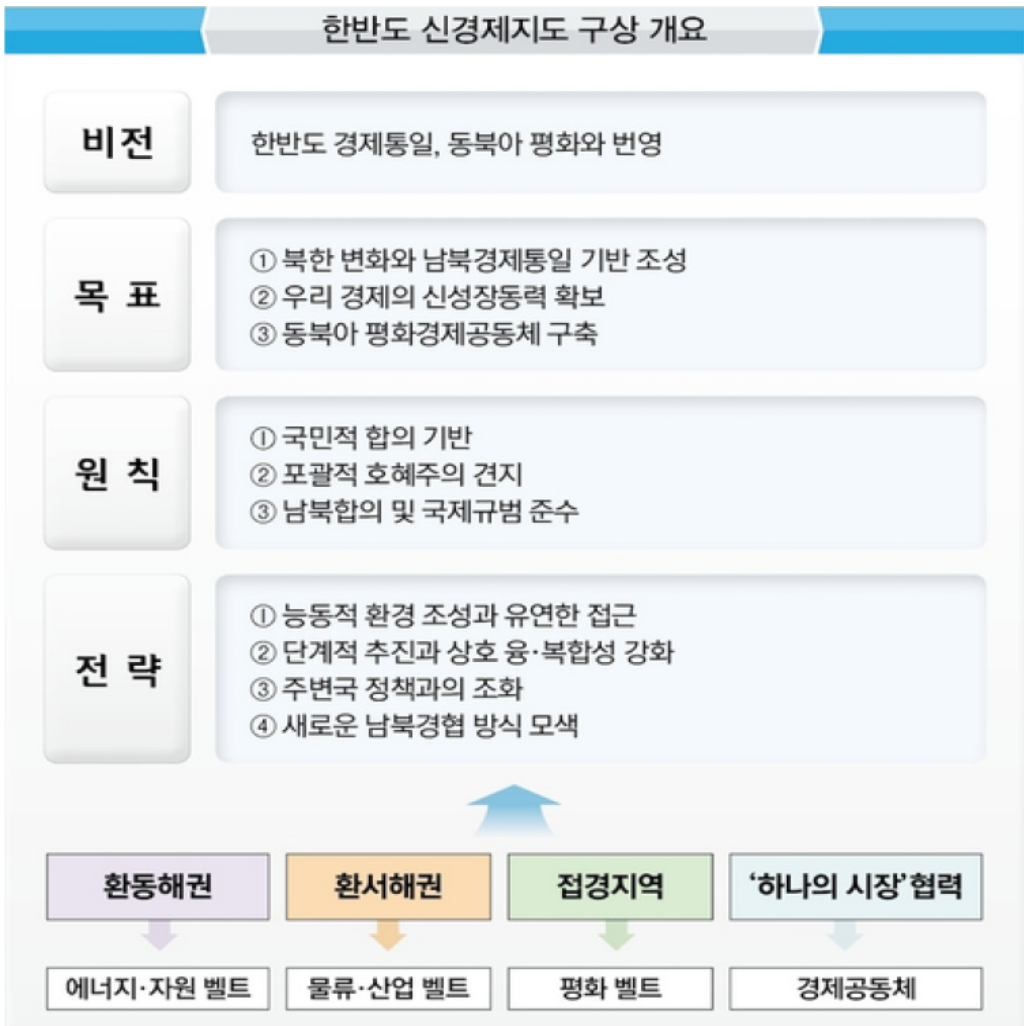 한반도 신경제지도 구상 개요
비전
한반도 경제통일, 동북아 평화와 번영
목 표
① 북한 변화와 남북경제통일 기반 조성
② 우리 경제의 신성장동력 확보
③ 동북아 평화경제공동체 구축
원 칙
① 국민적 합의 기반
② 포괄적 호혜주의 견지
③ 남북합의 및 국제규범 준수
전 략
① 능동적 환경 조성과 유연한 접근
② 단계적 추진과 상호 융·복합성 강화
③ 주변국 정책과의 조화
④ 새로운 남북경협 방식 모색
환동해권
환서해권
접경지역
‘하나의 시장’ 협력
에너지·자원 벨트
물류·산업 벨트
평화 벨트
경제공동체